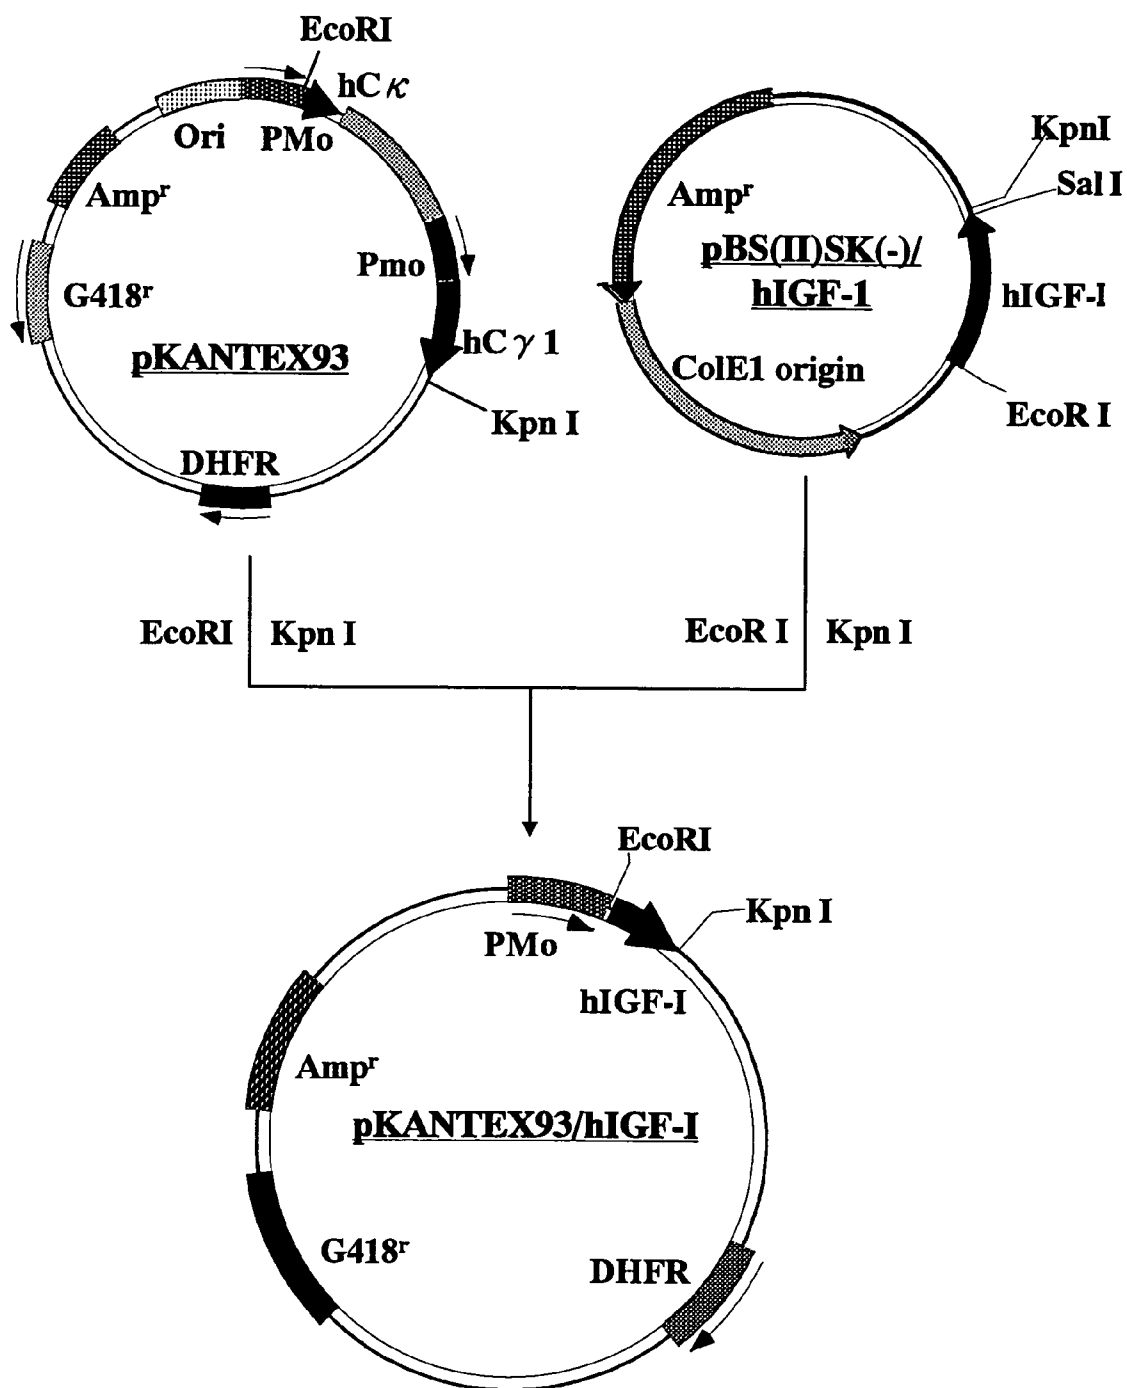 EcoRI
hCκ
Ori
PMo
Ampʳ
G418ʳ
Pmo
hCγ1
pKANTEX93
Kpn I
DHFR
KpnI
Sal I
Ampʳ
pBS(II)SK(-)/
hIGF-1
hIGF-I
ColE1 origin
EcoR I
EcoRI
Kpn I
EcoR I
Kpn I
EcoRI
Kpn I
PMo
hIGF-I
Ampʳ
pKANTEX93/hIGF-I
G418ʳ
DHFR